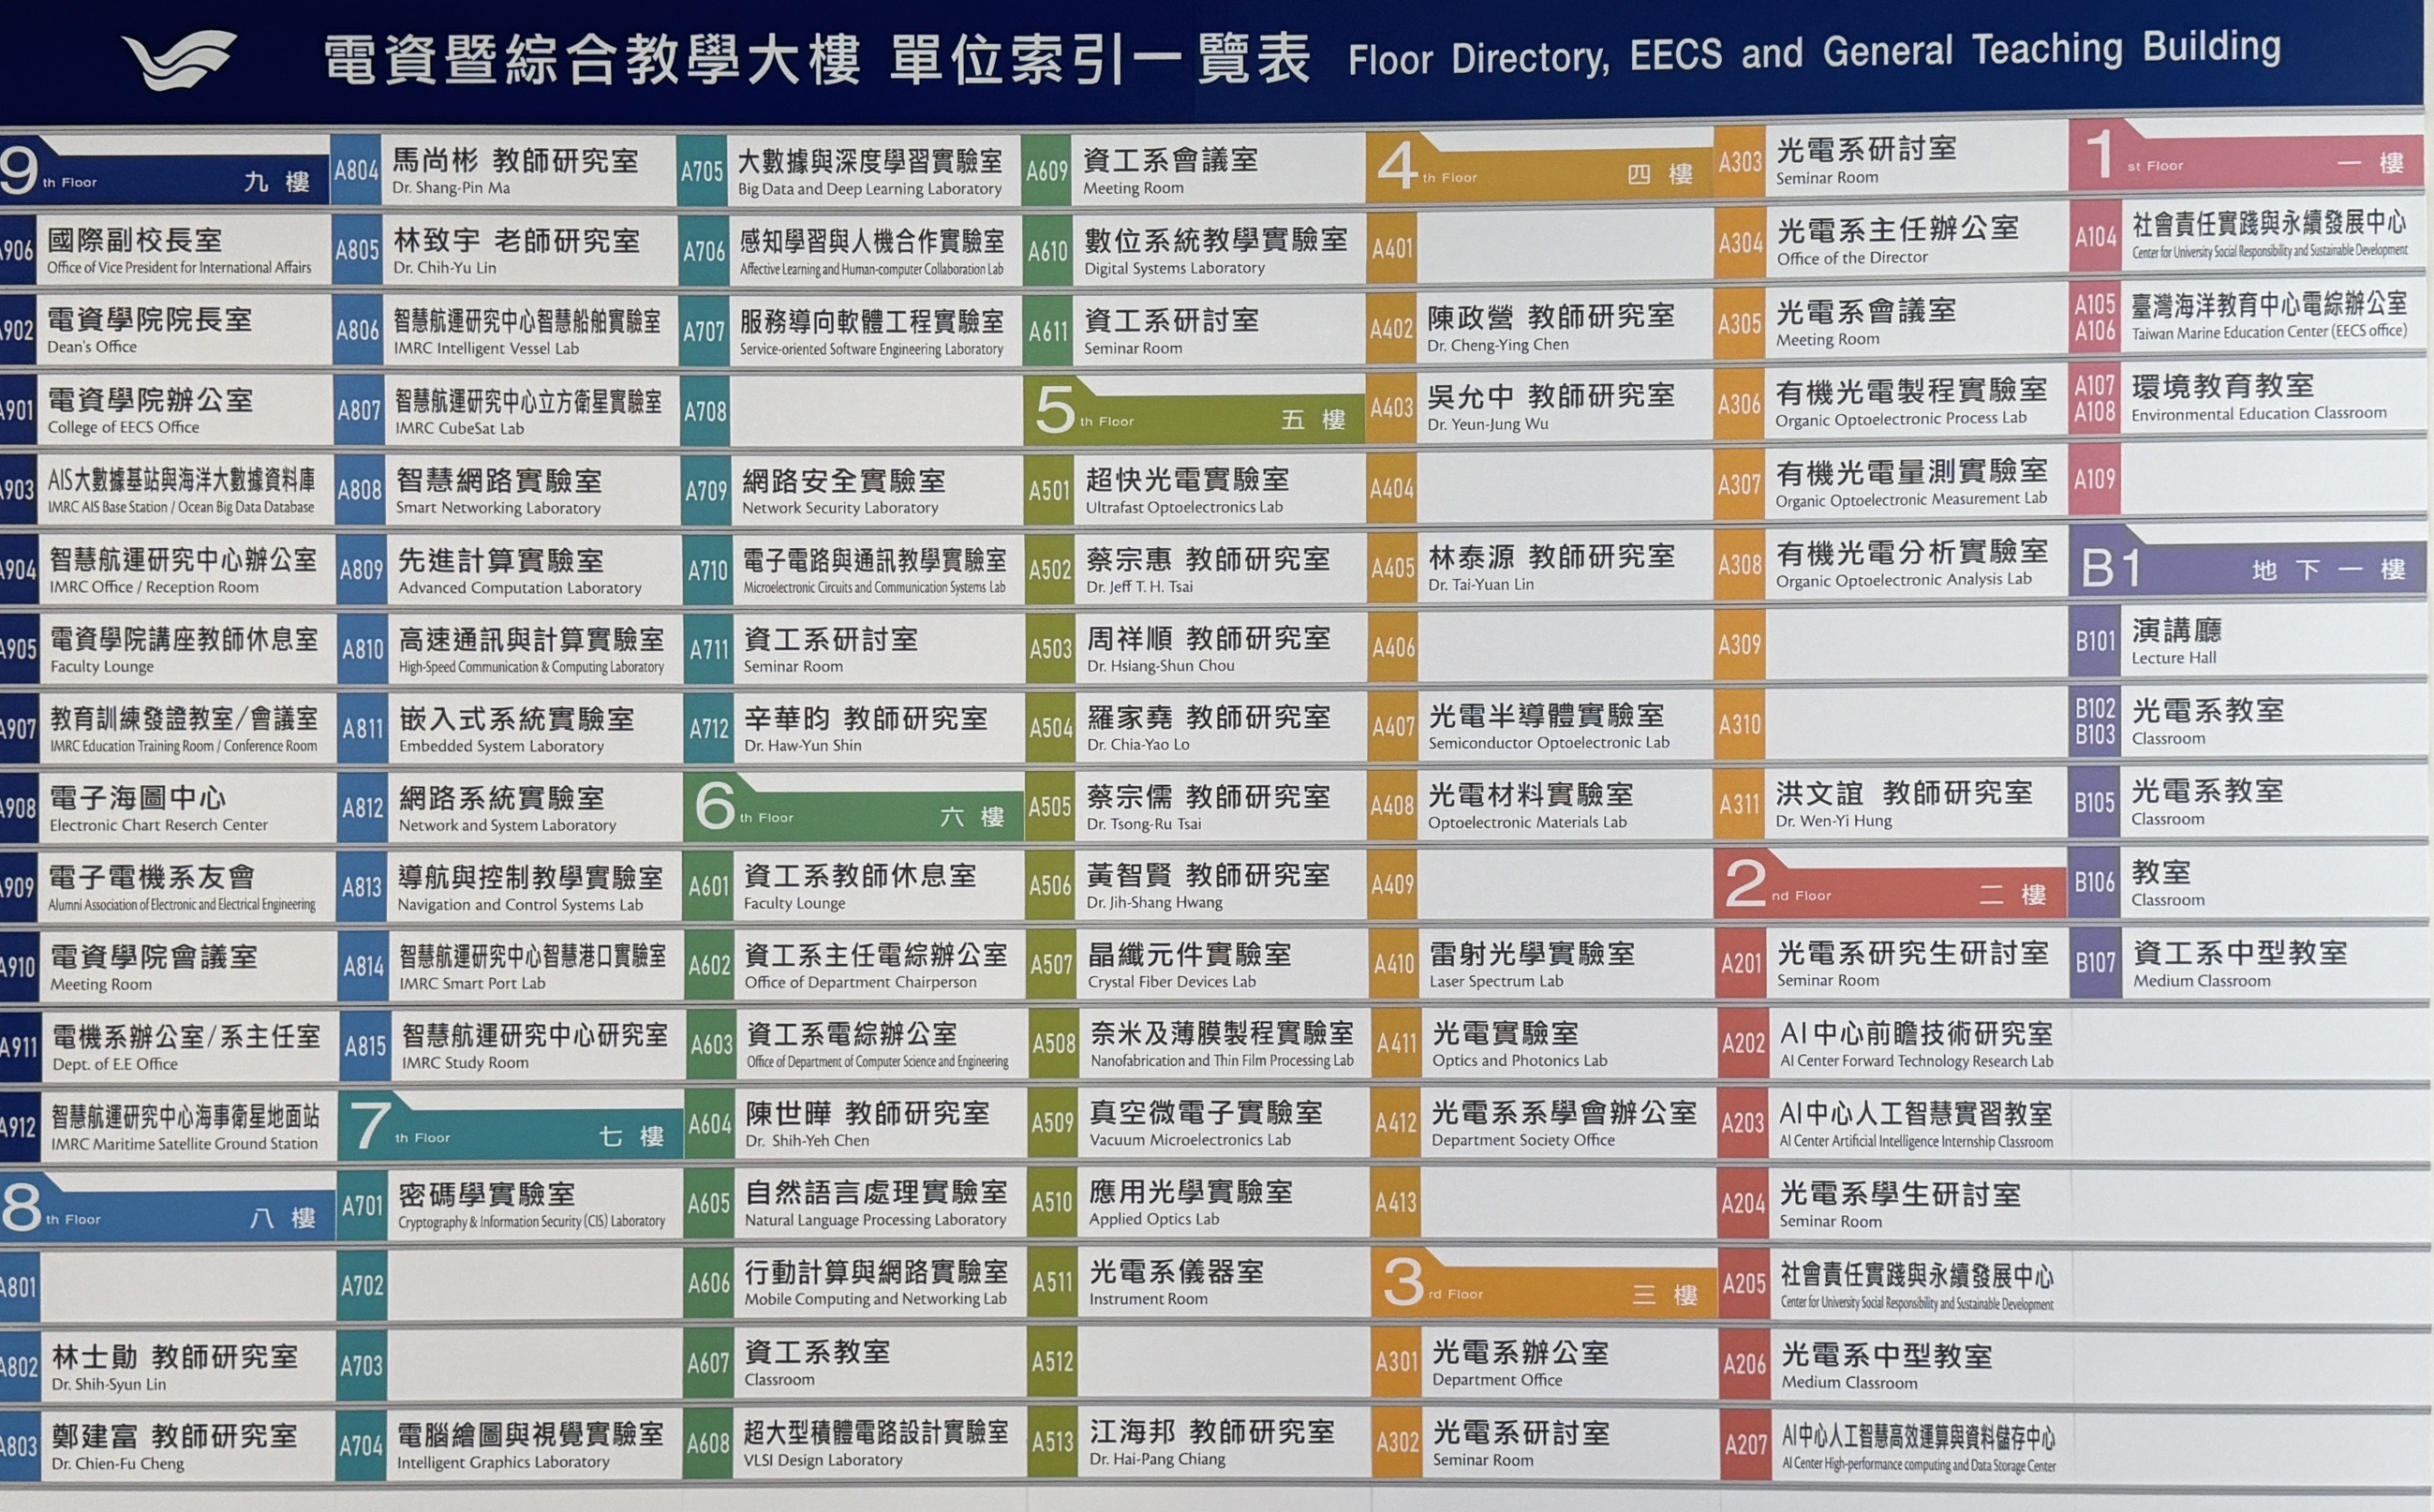 電資暨綜合教學大樓 單位索引一覽表 Floor Directory, EECS and General Teaching Building
9th Floor 九樓
A906 國際副校長室
Office of Vice President for International Affairs
A902 電資學院院長室
Dean's Office
A901 電資學院辦公室
College of EECS Office
A903 AIS大數據基站與海洋大數據資料庫
IMRC AIS Base Station / Ocean Big Data Database
A904 智慧航運研究中心辦公室
IMRC Office / Reception Room
A905 電資學院講座教師休息室
Faculty Lounge
A907 教育訓練發證教室/會議室
IMRC Education Training Room / Conference Room
A908 電子海圖中心
Electronic Chart Reserch Center
A909 電子電機系友會
Alumni Association of Electronic and Electrical Engineering
A910 電資學院會議室
Meeting Room
A911 電機系辦公室/系主任室
Dept. of E.E Office
A912 智慧航運研究中心海事衛星地面站
IMRC Maritime Satellite Ground Station
8th Floor 八樓
A801
A802 林士勛 教師研究室
Dr. Shih-Syun Lin
A803 鄭建富 教師研究室
Dr. Chien-Fu Cheng
A804 馬尚彬 教師研究室
Dr. Shang-Pin Ma
A805 林致宇 老師研究室
Dr. Chih-Yu Lin
A806 智慧航運研究中心智慧船舶實驗室
IMRC Intelligent Vessel Lab
A807 智慧航運研究中心立方衛星實驗室
IMRC CubeSat Lab
A808 智慧網路實驗室
Smart Networking Laboratory
A809 先進計算實驗室
Advanced Computation Laboratory
A810 高速通訊與計算實驗室
High-Speed Communication & Computing Laboratory
A811 嵌入式系統實驗室
Embedded System Laboratory
A812 網路系統實驗室
Network and System Laboratory
A813 導航與控制教學實驗室
Navigation and Control Systems Lab
A814 智慧航運研究中心智慧港口實驗室
IMRC Smart Port Lab
A815 智慧航運研究中心研究室
IMRC Study Room
7th Floor 七樓
A701 密碼學實驗室
Cryptography & Information Security (CIS) Laboratory
A702
A703
A704 電腦繪圖與視覺實驗室
Intelligent Graphics Laboratory
A705 大數據與深度學習實驗室
Big Data and Deep Learning Laboratory
A706 感知學習與人機合作實驗室
Affective Learning and Human-computer Collaboration Lab
A707 服務導向軟體工程實驗室
Service-oriented Software Engineering Laboratory
A708
A709 網路安全實驗室
Network Security Laboratory
A710 電子電路與通訊教學實驗室
Microelectronic Circuits and Communication Systems Lab
A711 資工系研討室
Seminar Room
A712 辛華昀 教師研究室
Dr. Haw-Yun Shin
6th Floor 六樓
A601 資工系教師休息室
Faculty Lounge
A602 資工系主任電綜辦公室
Office of Department Chairperson
A603 資工系電綜辦公室
Office of Department of Computer Science and Engineering
A604 陳世曄 教師研究室
Dr. Shih-Yeh Chen
A605 自然語言處理實驗室
Natural Language Processing Laboratory
A606 行動計算與網路實驗室
Mobile Computing and Networking Lab
A607 資工系教室
Classroom
A608 超大型積體電路設計實驗室
VLSI Design Laboratory
A609 資工系會議室
Meeting Room
A610 數位系統教學實驗室
Digital Systems Laboratory
A611 資工系研討室
Seminar Room
5th Floor 五樓
A501 超快光電實驗室
Ultrafast Optoelectronics Lab
A502 蔡宗惠 教師研究室
Dr. Jeff T. H. Tsai
A503 周祥順 教師研究室
Dr. Hsiang-Shun Chou
A504 羅家堯 教師研究室
Dr. Chia-Yao Lo
A505 蔡宗儒 教師研究室
Dr. Tsong-Ru Tsai
A506 黃智賢 教師研究室
Dr. Jih-Shang Hwang
A507 晶纖元件實驗室
Crystal Fiber Devices Lab
A508 奈米及薄膜製程實驗室
Nanofabrication and Thin Film Processing Lab
A509 真空微電子實驗室
Vacuum Microelectronics Lab
A510 應用光學實驗室
Applied Optics Lab
A511 光電系儀器室
Instrument Room
A512
A513 江海邦 教師研究室
Dr. Hai-Pang Chiang
4th Floor 四樓
A401
A402 陳政營 教師研究室
Dr. Cheng-Ying Chen
A403 吳允中 教師研究室
Dr. Yeun-Jung Wu
A404
A405 林泰源 教師研究室
Dr. Tai-Yuan Lin
A406
A407 光電半導體實驗室
Semiconductor Optoelectronic Lab
A408 光電材料實驗室
Optoelectronic Materials Lab
A409
A410 雷射光學實驗室
Laser Spectrum Lab
A411 光電實驗室
Optics and Photonics Lab
A412 光電系系學會辦公室
Department Society Office
A413
3rd Floor 三樓
A301 光電系辦公室
Department Office
A302 光電系研討室
Seminar Room
A303 光電系研討室
Seminar Room
A304 光電系主任辦公室
Office of the Director
A305 光電系會議室
Meeting Room
A306 有機光電製程實驗室
Organic Optoelectronic Process Lab
A307 有機光電量測實驗室
Organic Optoelectronic Measurement Lab
A308 有機光電分析實驗室
Organic Optoelectronic Analysis Lab
A309
A310
A311 洪文誼 教師研究室
Dr. Wen-Yi Hung
2nd Floor 二樓
A201 光電系研究生研討室
Seminar Room
A202 AI中心前瞻技術研究室
AI Center Forward Technology Research Lab
A203 AI中心人工智慧實習教室
AI Center Artificial Intelligence Internship Classroom
A204 光電系學生研討室
Seminar Room
A205 社會責任實踐與永續發展中心
Center for University Social Responsibility and Sustainable Development
A206 光電系中型教室
Medium Classroom
A207 AI中心人工智慧高效運算與資料儲存中心
AI Center High-performance computing and Data Storage Center
1st Floor 一樓
A104 社會責任實踐與永續發展中心
Center for University Social Responsibility and Sustainable Development
A105 A106 臺灣海洋教育中心電綜辦公室
Taiwan Marine Education Center (EECS office)
A107 A108 環境教育教室
Environmental Education Classroom
A109
B1 地下一樓
B101 演講廳
Lecture Hall
B102 B103 光電系教室
Classroom
B105 光電系教室
Classroom
B106 教室
Classroom
B107 資工系中型教室
Medium Classroom